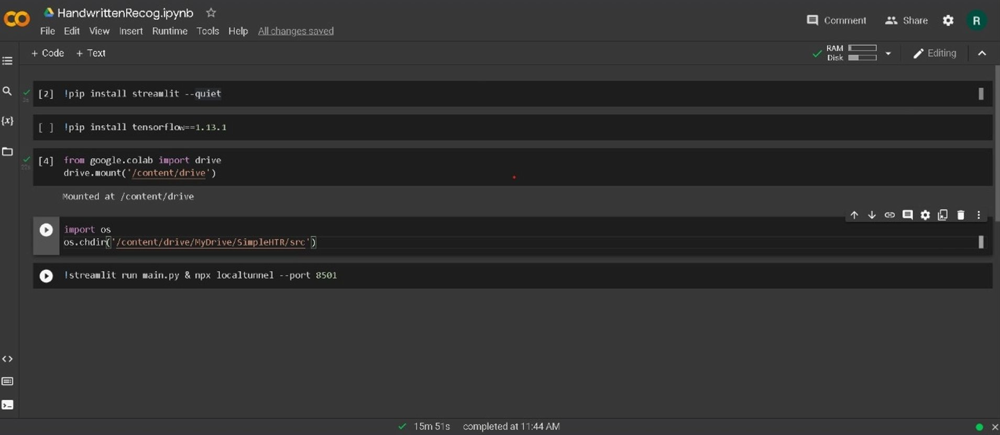 HandwrittenRecog.ipynb
File Edit View Insert Runtime Tools Help All changes saved
Comment Share R
+ Code + Text
RAM
Disk
Editing
[2] !pip install streamlit --quiet
3s
[ ] !pip install tensorflow==1.13.1
[4] from google.colab import drive
22s
drive.mount('/content/drive')
Mounted at /content/drive
import os
os.chdir('/content/drive/MyDrive/SimpleHTR/src')
!streamlit run main.py & npx localtunnel --port 8501
{x}
15m 51s completed at 11:44 AM